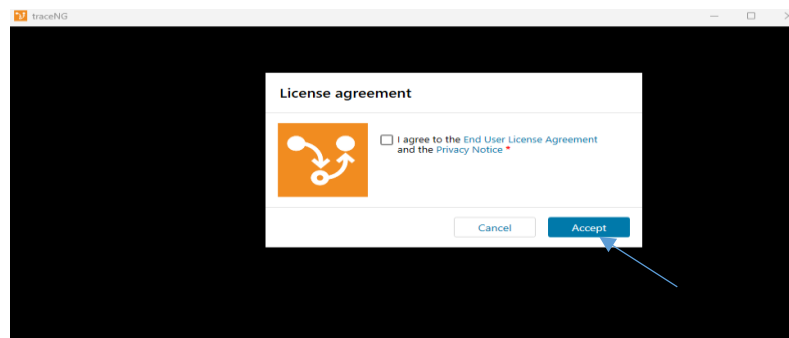 traceNG
License agreement
I agree to the End User License Agreement
and the Privacy Notice *
Cancel
Accept